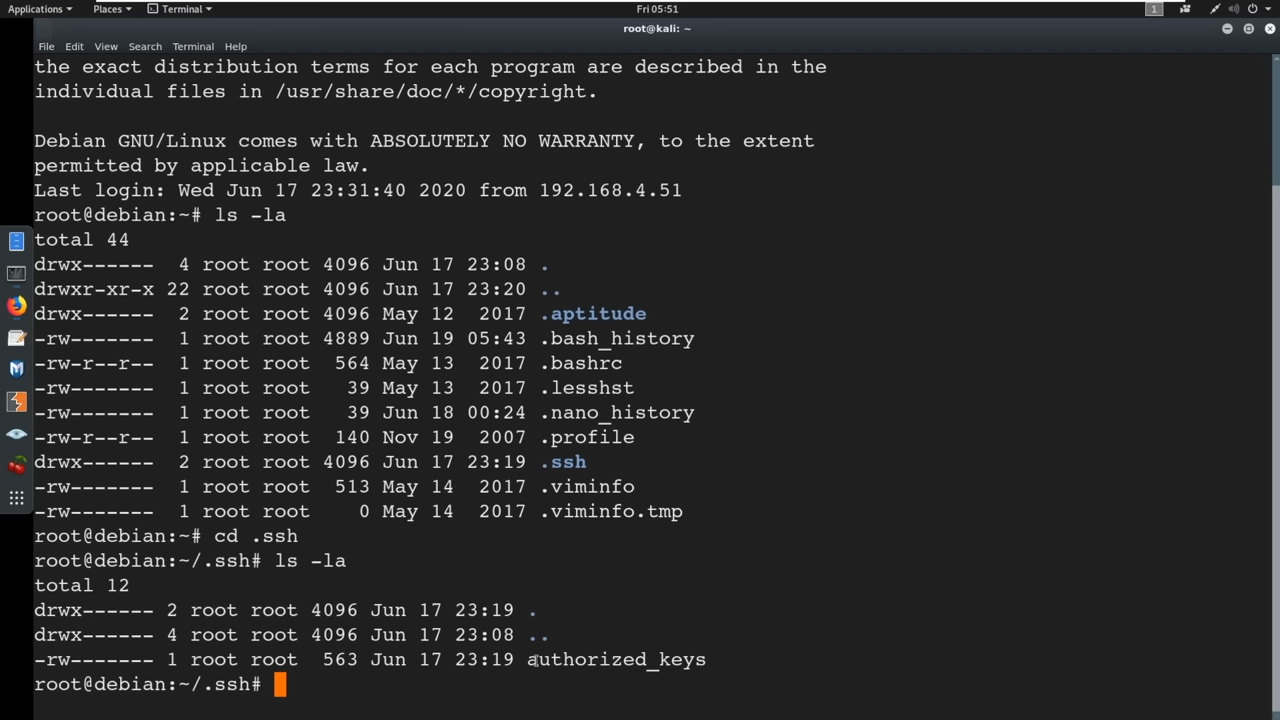 Applications Places Terminal Fri 05:51 1
root@kali: ~
File Edit View Search Terminal Help
the exact distribution terms for each program are described in the
individual files in /usr/share/doc/*/copyright.
Debian GNU/Linux comes with ABSOLUTELY NO WARRANTY, to the extent
permitted by applicable law.
Last login: Wed Jun 17 23:31:40 2020 from 192.168.4.51
root@debian:~# ls -la
total 44
drwx------  4 root root 4096 Jun 17 23:08 .
drwxr-xr-x 22 root root 4096 Jun 17 23:20 ..
drwx------  2 root root 4096 May 12  2017 .aptitude
-rw-------  1 root root 4889 Jun 19 05:43 .bash_history
-rw-r--r--  1 root root  564 May 13  2017 .bashrc
-rw-------  1 root root   39 May 13  2017 .lesshst
-rw-------  1 root root   39 Jun 18 00:24 .nano_history
-rw-r--r--  1 root root  140 Nov 19  2007 .profile
drwx------  2 root root 4096 Jun 17 23:19 .ssh
-rw-------  1 root root  513 May 14  2017 .viminfo
-rw-------  1 root root    0 May 14  2017 .viminfo.tmp
root@debian:~# cd .ssh
root@debian:~/.ssh# ls -la
total 12
drwx------ 2 root root 4096 Jun 17 23:19 .
drwx------ 4 root root 4096 Jun 17 23:08 ..
-rw------- 1 root root  563 Jun 17 23:19 authorized_keys
root@debian:~/.ssh#